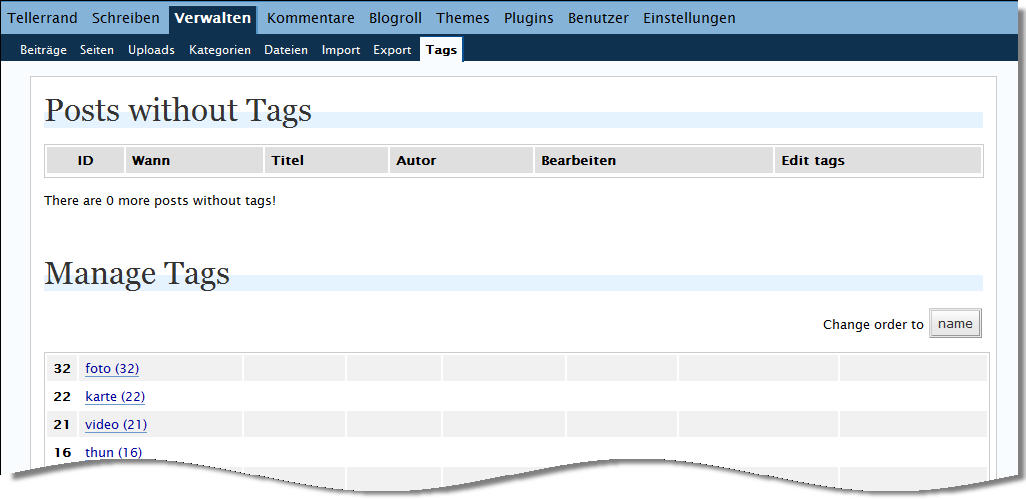 Tellerrand Schreiben Verwalten Kommentare Blogroll Themes Plugins Benutzer Einstellungen
Beiträge Seiten Uploads Kategorien Dateien Import Export Tags
Posts without Tags
ID Wann Titel Autor Bearbeiten Edit tags
There are 0 more posts without tags!
Manage Tags
Change order to name
32 foto (32)
22 karte (22)
21 video (21)
16 thun (16)